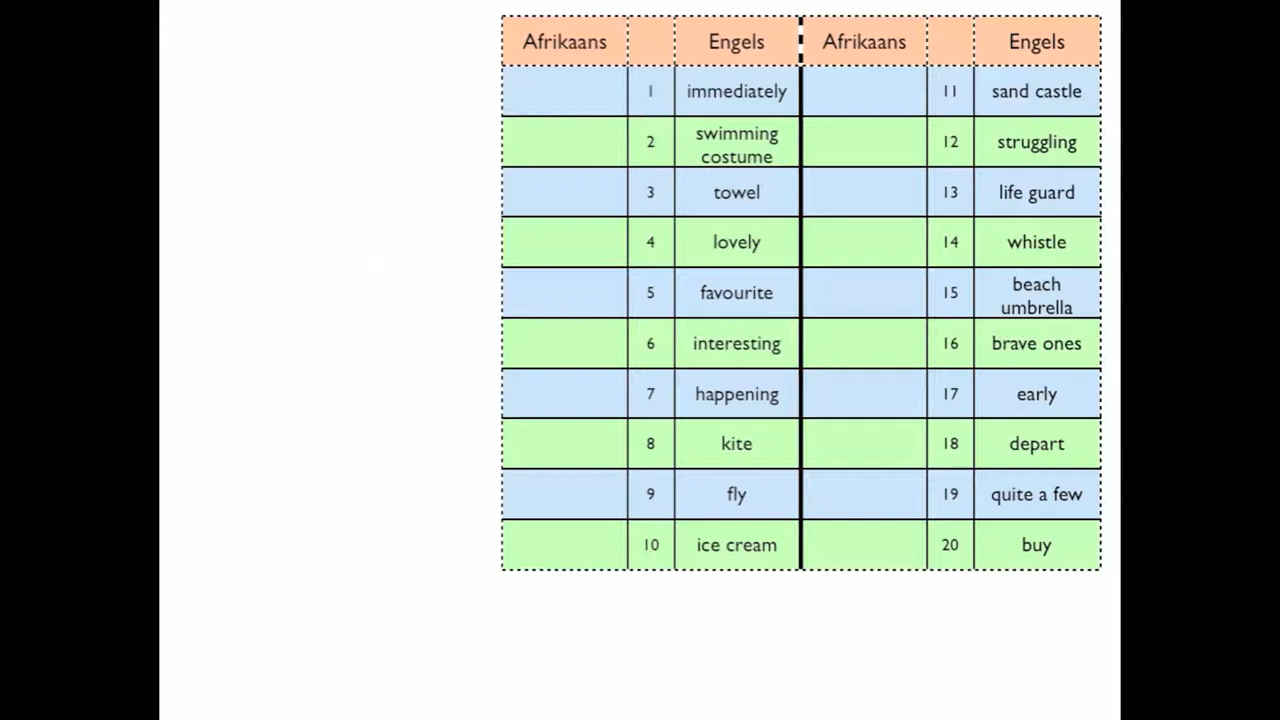 Afrikaans Engels Afrikaans Engels
1 immediately 11 sand castle
2 swimming costume 12 struggling
3 towel 13 life guard
4 lovely 14 whistle
5 favourite 15 beach umbrella
6 interesting 16 brave ones
7 happening 17 early
8 kite 18 depart
9 fly 19 quite a few
10 ice cream 20 buy